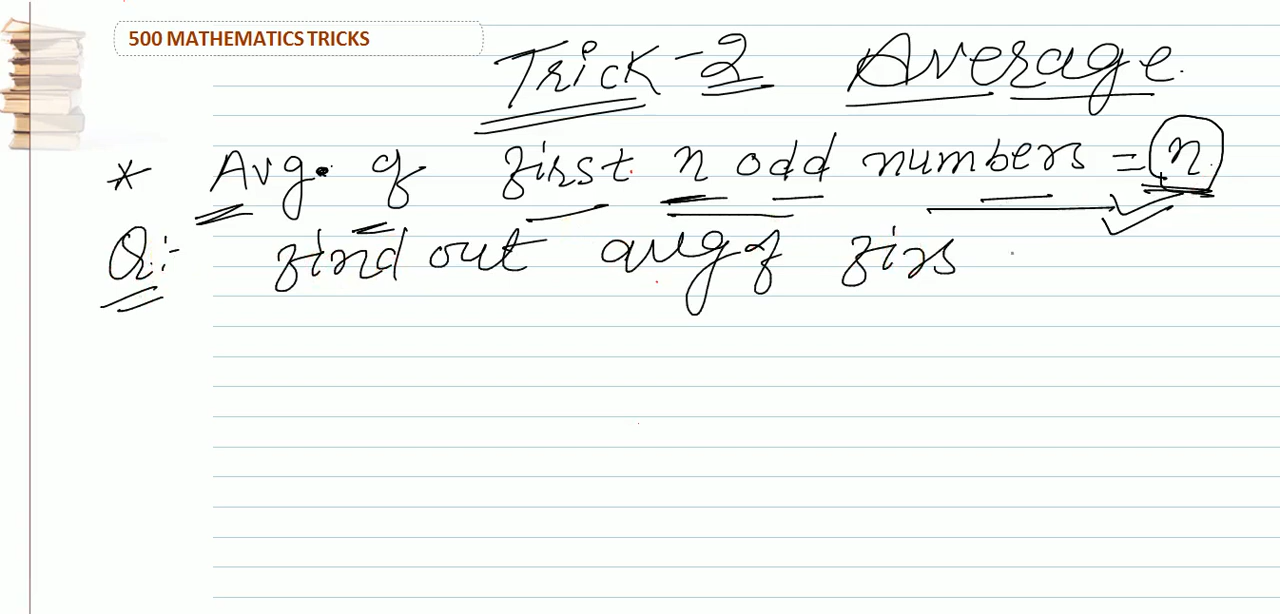 500 MATHEMATICS TRICKS
Trick-2 Average.
* Avg. of first n odd numbers = n
Q:- find out avg of firs